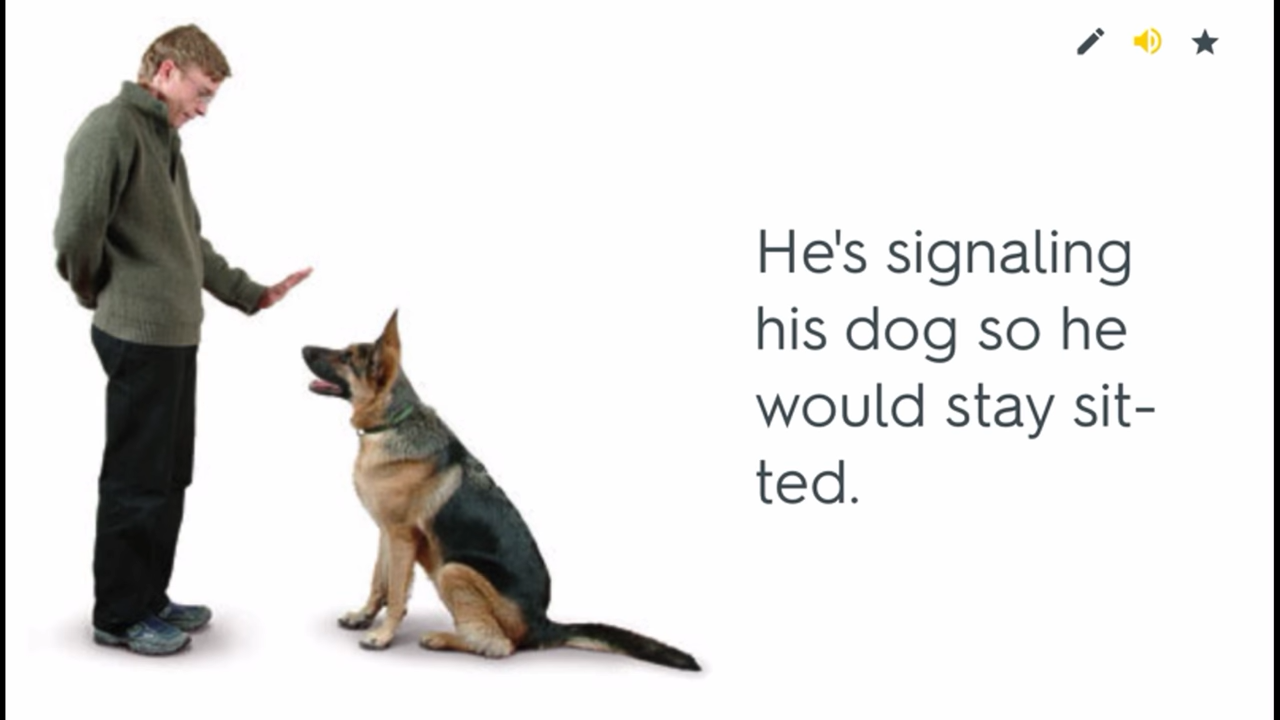 He's signaling
his dog so he
would stay sit-
ted.